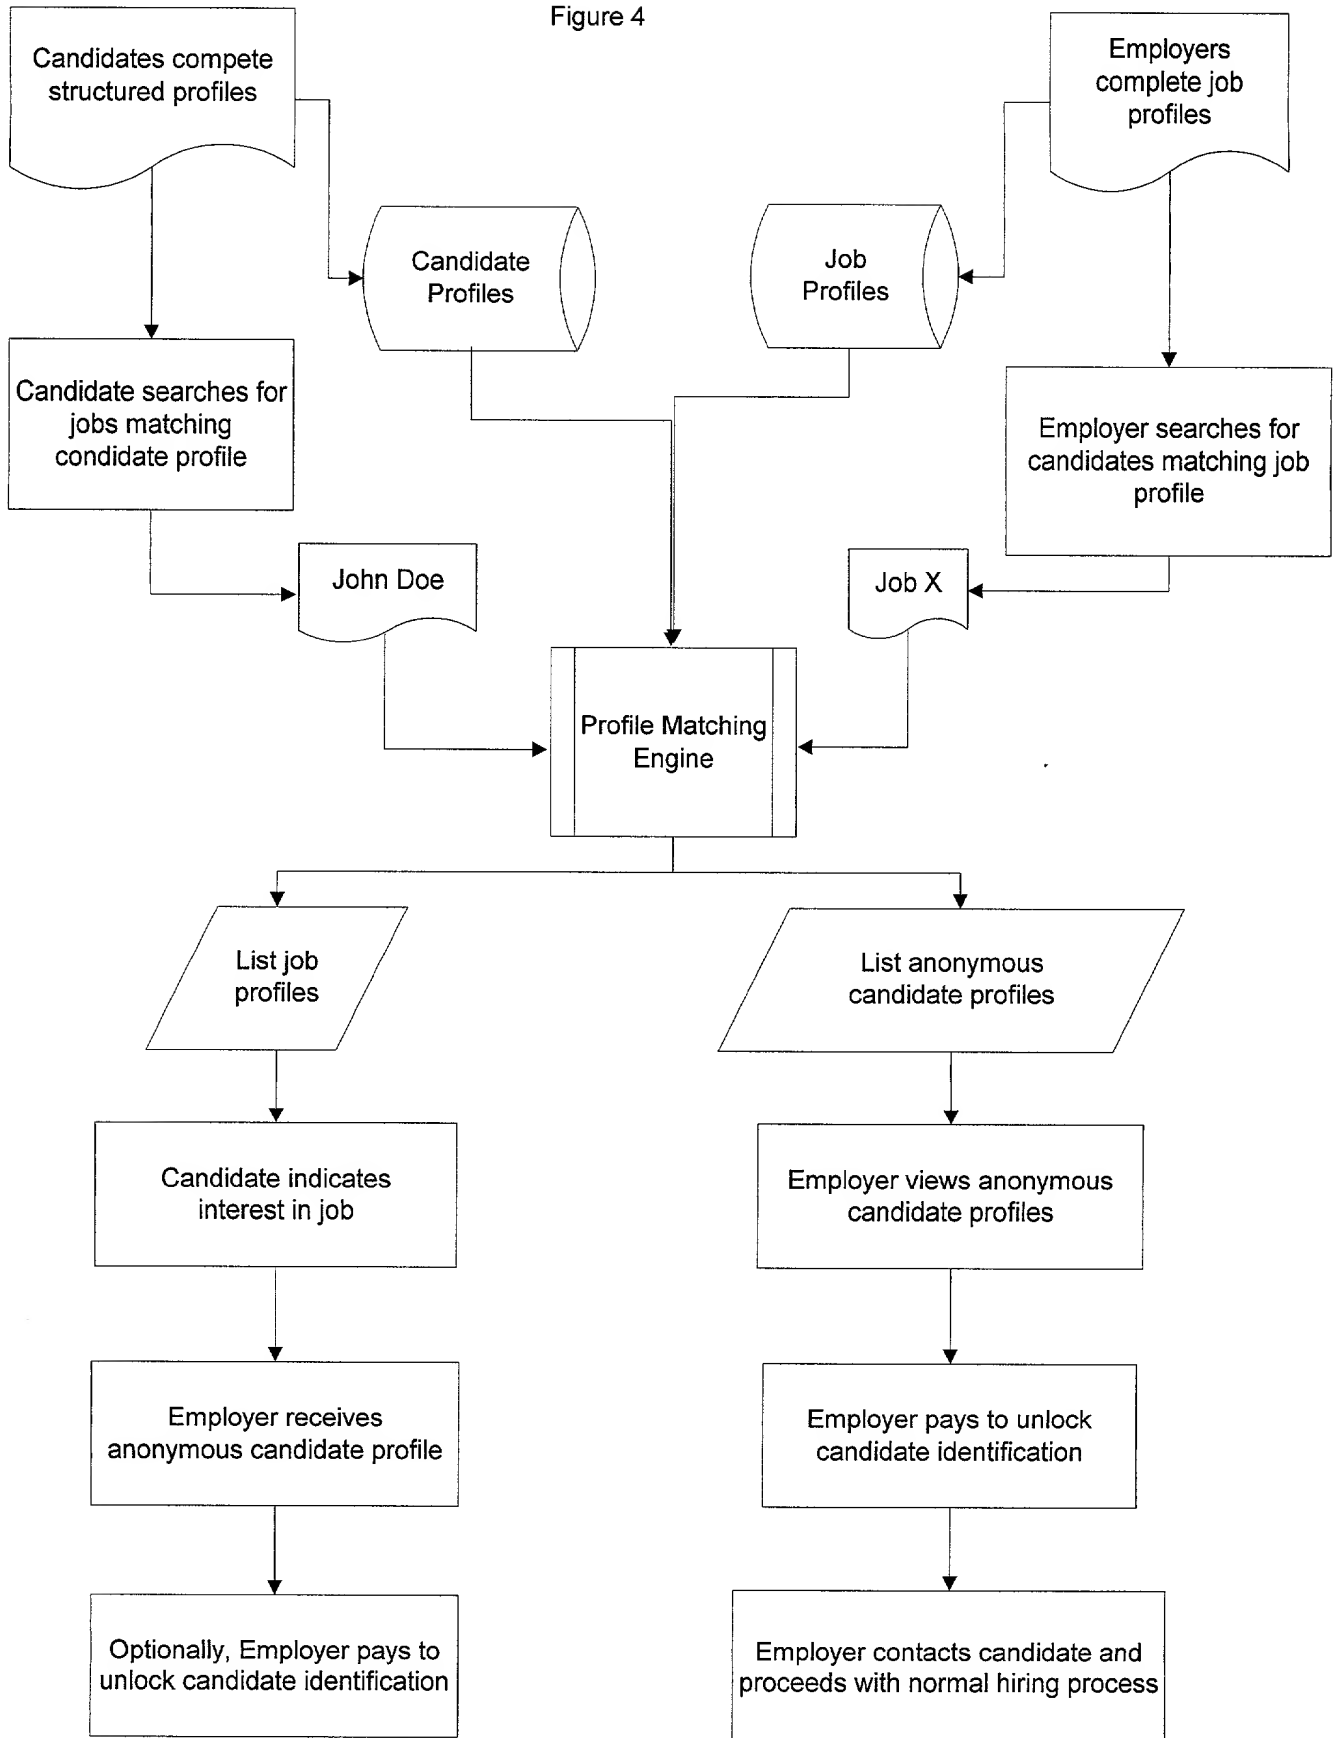 Figure 4
Candidates compete
structured profiles
Employers
complete job
profiles
Candidate
Profiles
Job
Profiles
Candidate searches for
jobs matching
condidate profile
Employer searches for
candidates matching job
profile
John Doe
Job X
Profile Matching
Engine
List job
profiles
List anonymous
candidate profiles
Candidate indicates
interest in job
Employer views anonymous
candidate profiles
Employer receives
anonymous candidate profile
Employer pays to unlock
candidate identification
Optionally, Employer pays to
unlock candidate identification
Employer contacts candidate and
proceeds with normal hiring process